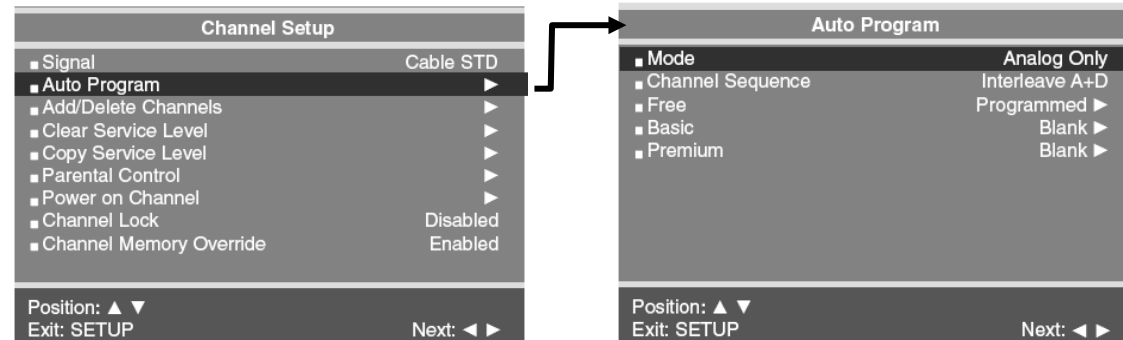 Channel Setup
■ Signal Cable STD
■ Auto Program ►
■ Add/Delete Channels ►
■ Clear Service Level ►
■ Copy Service Level ►
■ Parental Control ►
■ Power on Channel ►
■ Channel Lock Disabled
■ Channel Memory Override Enabled
Position: ▲ ▼
Exit: SETUP Next: ◄ ►
Auto Program
■ Mode Analog Only
■ Channel Sequence Interleave A+D
■ Free Programmed ►
■ Basic Blank ►
■ Premium Blank ►
Position: ▲ ▼
Exit: SETUP Next: ◄ ►